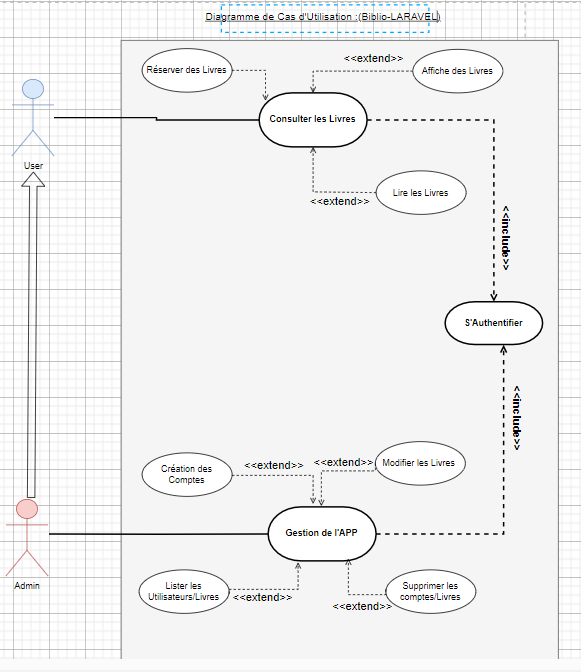 Diagramme de Cas d'Utilisation :(Biblio-LARAVEL)
<<extend>>
Réserver des Livres
Affiche des Livres
Consulter les Livres
User
Lire les Livres
<<extend>>
<<include>>
S'Authentifier
<<include>>
Création des
Comptes
<<extend>>
<<extend>>
Modifier les Livres
Gestion de l'APP
Admin
Lister les
Utilisateurs/Livres
<<extend>>
Supprimer les
comptes/Livres
<<extend>>